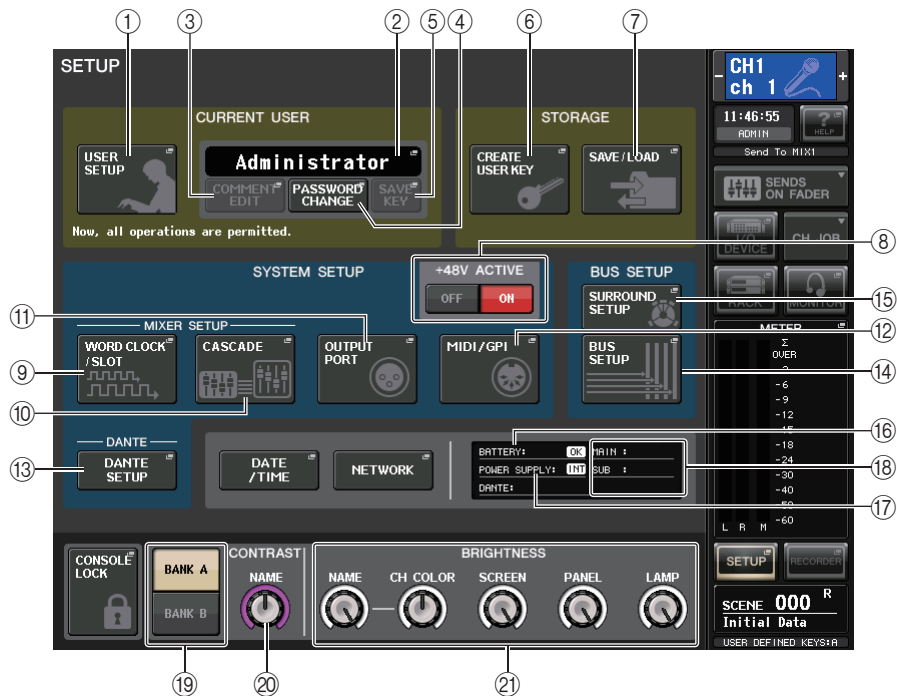 ① ③ ② ⑤ ④ ⑥ ⑦
SETUP
CH1
ch 1
- +
CURRENT USER
STORAGE
11:46:55
ADMIN
?
HELP
Send To MIX1
USER SETUP
Administrator
COMMENT EDIT
PASSWORD CHANGE
SAVE KEY
CREATE USER KEY
SAVE/LOAD
SENDS ON FADER
Now, all operations are permitted.
I/O DEVICE
CH JOB
⑧
SYSTEM SETUP
+48V ACTIVE
OFF
ON
BUS SETUP
SURROUND SETUP
RACK
MONITOR
⑮
⑪
MIXER SETUP
METER
⑫
WORD CLOCK /SLOT
CASCADE
OUTPUT PORT
MIDI/GPI
BUS SETUP
Σ
OVER
⑨
⑩
⑭
-6
-9
-12
-18
-24
-30
-40
-60
L R M
DANTE
DANTE SETUP
DATE /TIME
NETWORK
BATTERY: OK
MAIN :
POWER SUPPLY: INT
SUB :
DANTE:
⑬
⑯
⑱
⑰
CONSOLE LOCK
BANK A
BANK B
CONTRAST
NAME
BRIGHTNESS
NAME
CH COLOR
SCREEN
PANEL
LAMP
SETUP
RECORDER
SCENE 000 R
Initial Data
USER DEFINED KEYS:A
⑲ ⑳ ㉑